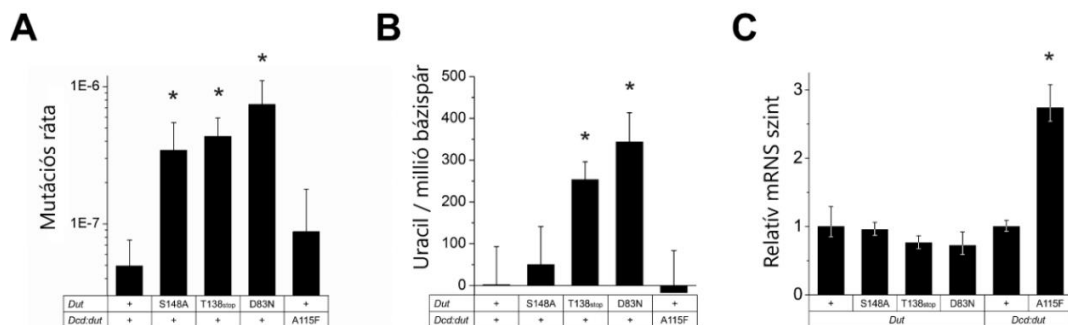 A
Mutációs ráta
1E-6
1E-7
* * *
Dut + S148A T138stop D83N +
Dcd:dut + + + + A115F
B
Uracil / millió bázispár
500
400
300
200
100
0
* *
Dut + S148A T138stop D83N +
Dcd:dut + + + + A115F
C
Relatív mRNS szint
3
2
1
0
*
+ S148A T138stop D83N + A115F
Dut Dcd:dut